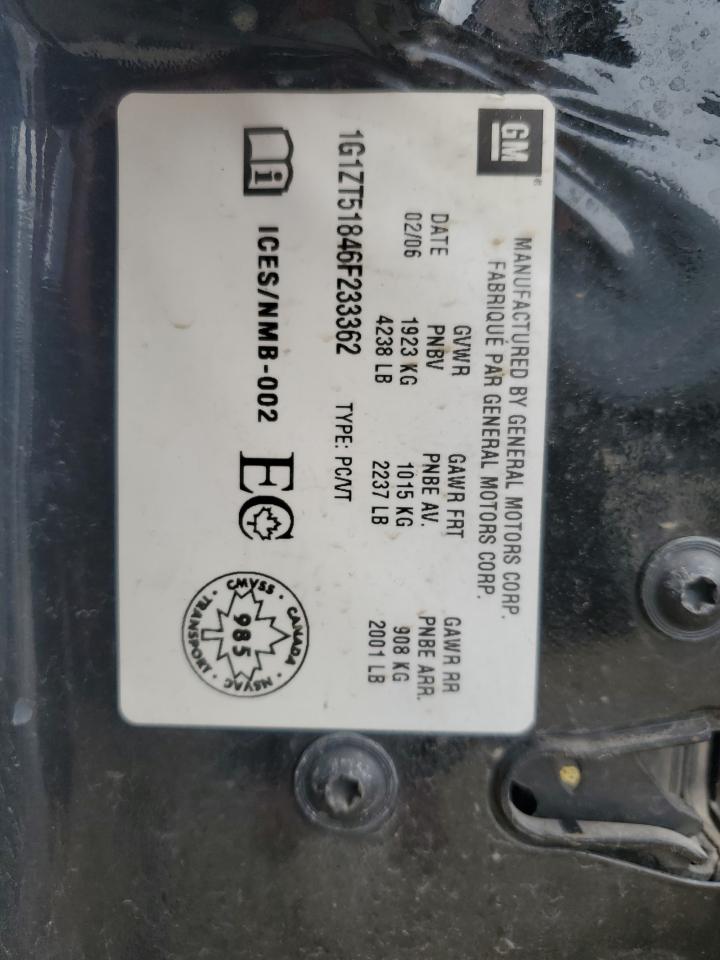 GM
MANUFACTURED BY GENERAL MOTORS CORP.
FABRIQUÉ PAR GENERAL MOTORS CORP.
DATE GVWR GAWR FRT GAWR RR
02/06 PNBV PNBE AV. PNBE ARR.
1923 KG 1015 KG 908 KG
4238 LB 2237 LB 2001 LB
1G1ZT51846F233362 TYPE: PC/VT
i ICES/NMB-002 EC
CANADA
CMVSS
985
NSVAC
TRANSPORT